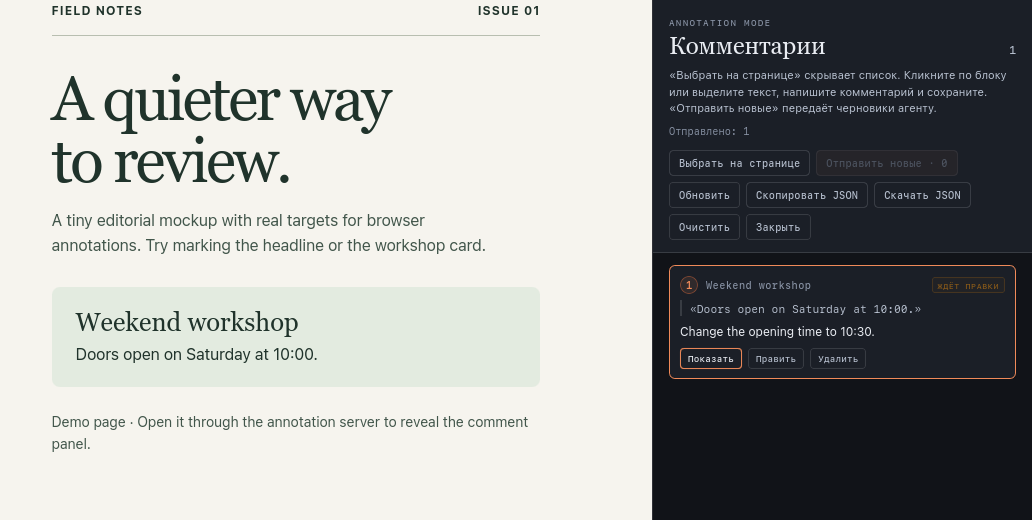 FIELD NOTES
ISSUE 01
A quieter way
to review.
A tiny editorial mockup with real targets for browser
annotations. Try marking the headline or the workshop card.
Weekend workshop
Doors open on Saturday at 10:00.
Demo page · Open it through the annotation server to reveal the comment
panel.
ANNOTATION MODE
Комментарии
1
«Выбрать на странице» скрывает список. Кликните по блоку
или выделите текст, напишите комментарий и сохраните.
«Отправить новые» передаёт черновики агенту.
Отправлено: 1
Выбрать на странице
Отправить новые · 0
Обновить
Скопировать JSON
Скачать JSON
Очистить
Закрыть
1
Weekend workshop
ЖДЁТ ПРАВКИ
«Doors open on Saturday at 10:00.»
Change the opening time to 10:30.
Показать
Править
Удалить